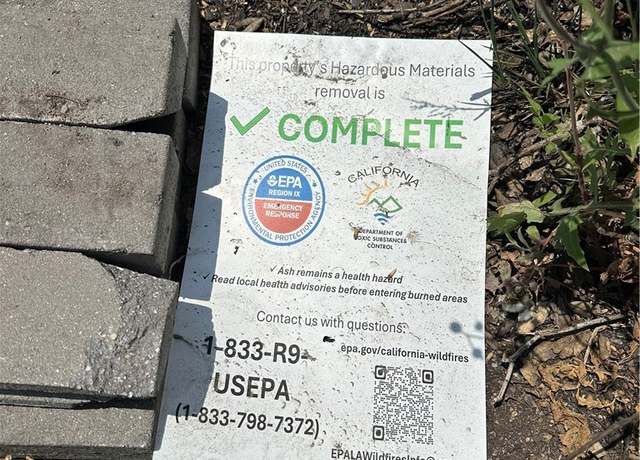 This property's Hazardous Materials
removal is
✓ COMPLETE
UNITED STATES
EPA
REGION IX
EMERGENCY
RESPONSE
ENVIRONMENTAL PROTECTION AGENCY
CALIFORNIA
DEPARTMENT OF
TOXIC SUBSTANCES
CONTROL
✓ Ash remains a health hazard
✓ Read local health advisories before entering burned areas
Contact us with questions:
1-833-R9-
USEPA
(1-833-798-7372)
epa.gov/california-wildfires
EPALAWildfiresInfo@